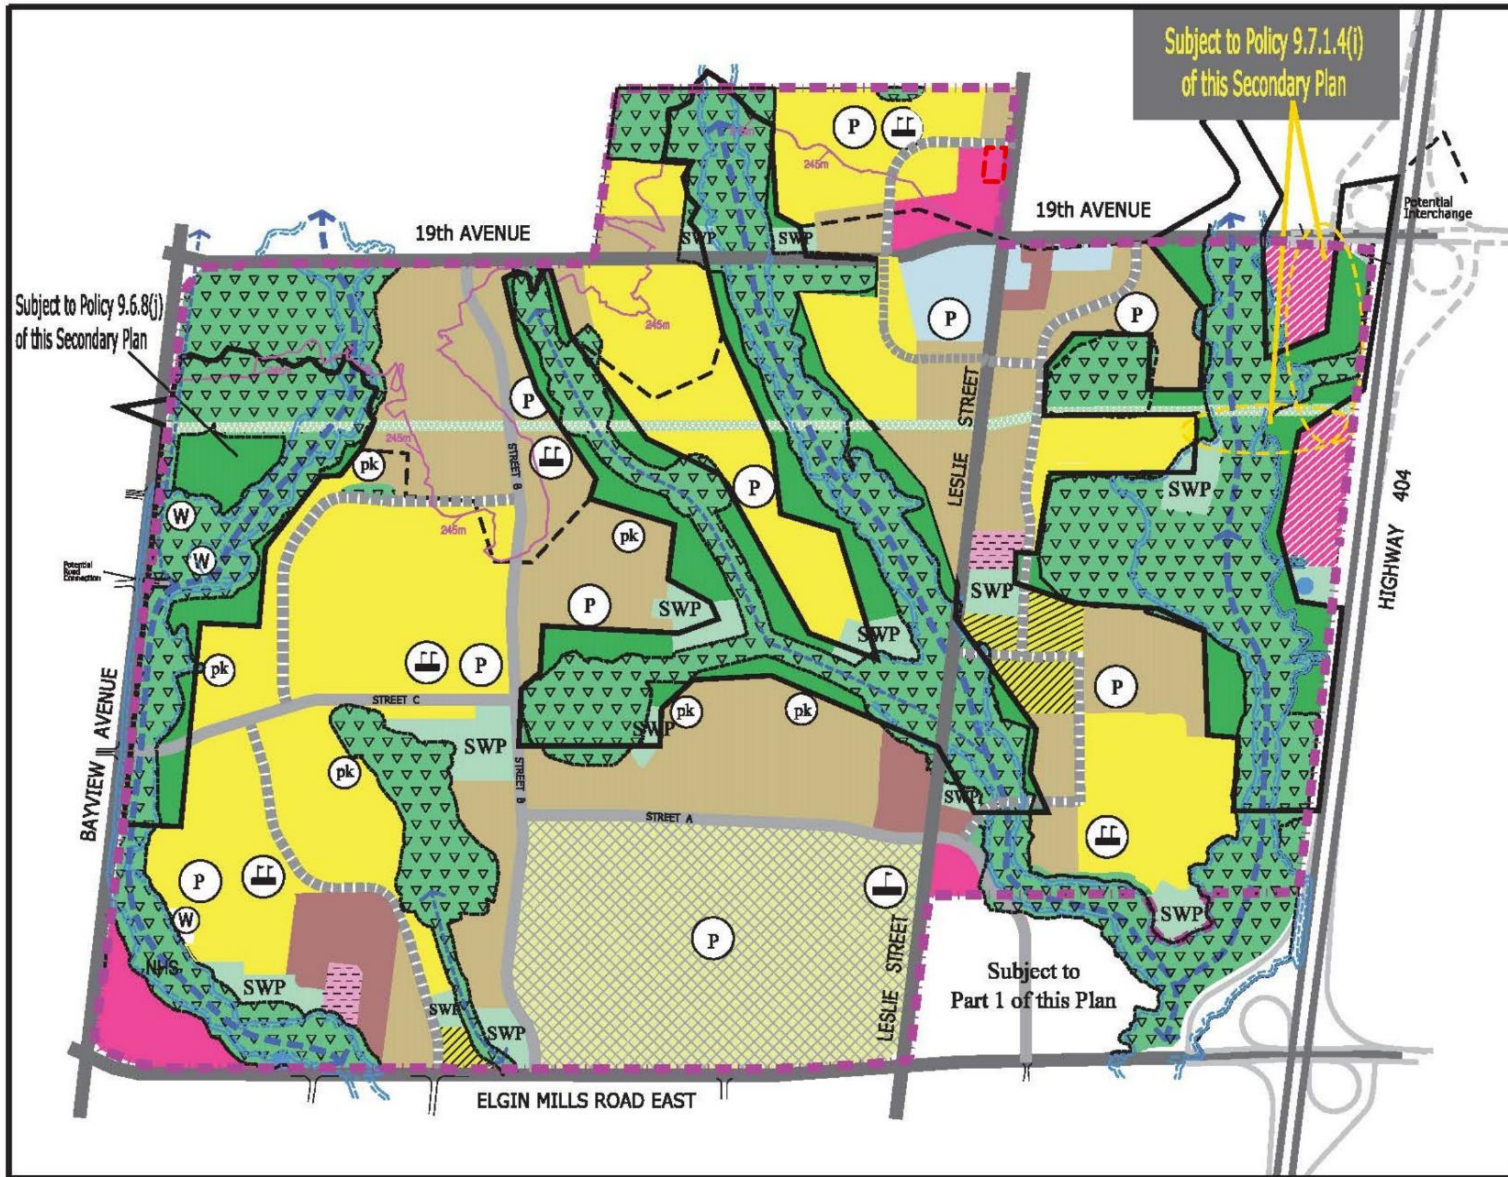 Subject to Policy 9.7.1.4(i)
of this Secondary Plan
P
245m
19th AVENUE
19th AVENUE
Potential
Interchange
SWP
SWP
Subject to Policy 9.6.8(j)
of this Secondary Plan
245m
P
P
P
LESLIE STREET
STREET B
245m
pk
P
SWP
HIGHWAY 404
W
245m
pk
W
Potential
Road
Connection
P
SWP
SWP
SWP
pk
P
P
STREET C
BAYVIEW AVENUE
pk
pk
SWP
SWP
pk
STREET B
SWP
STREET A
P
W
P
SWP
LESLIE STREET
NHS
SWP
Subject to
Part 1 of this Plan
SWP
SWP
ELGIN MILLS ROAD EAST